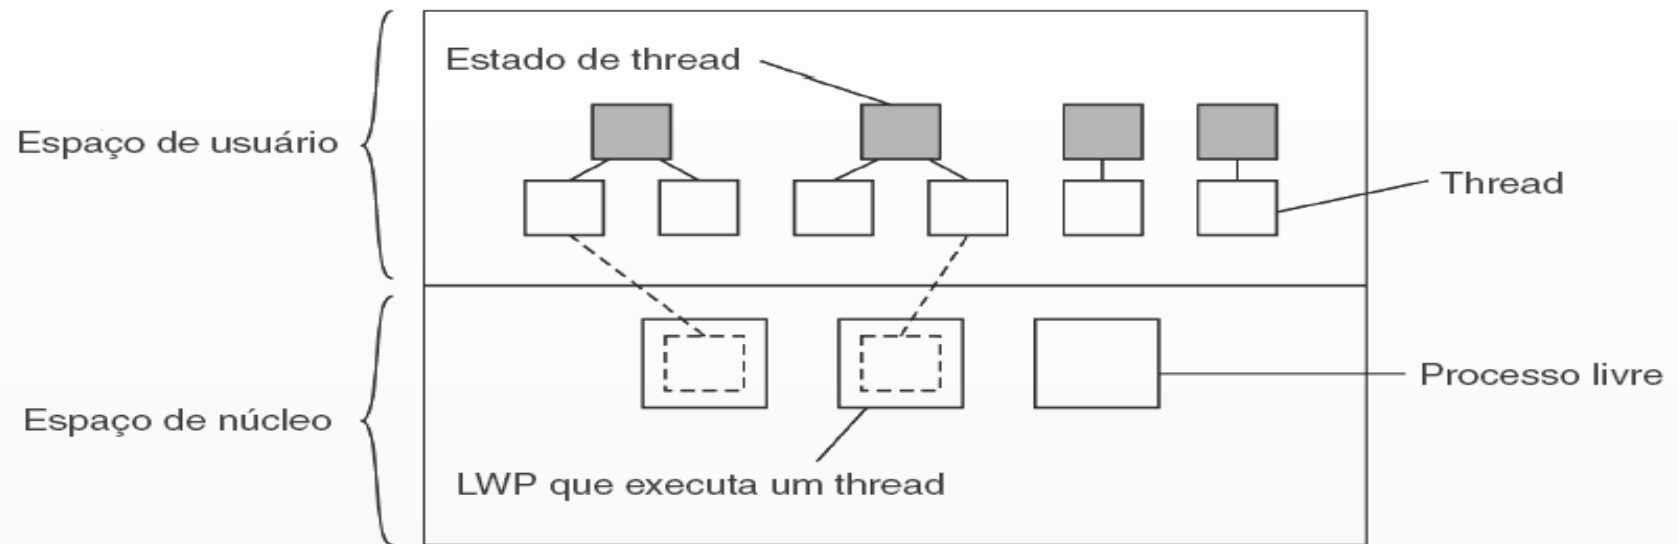 Estado de thread
Espaço de usuário
Thread
Processo livre
Espaço de núcleo
LWP que executa um thread